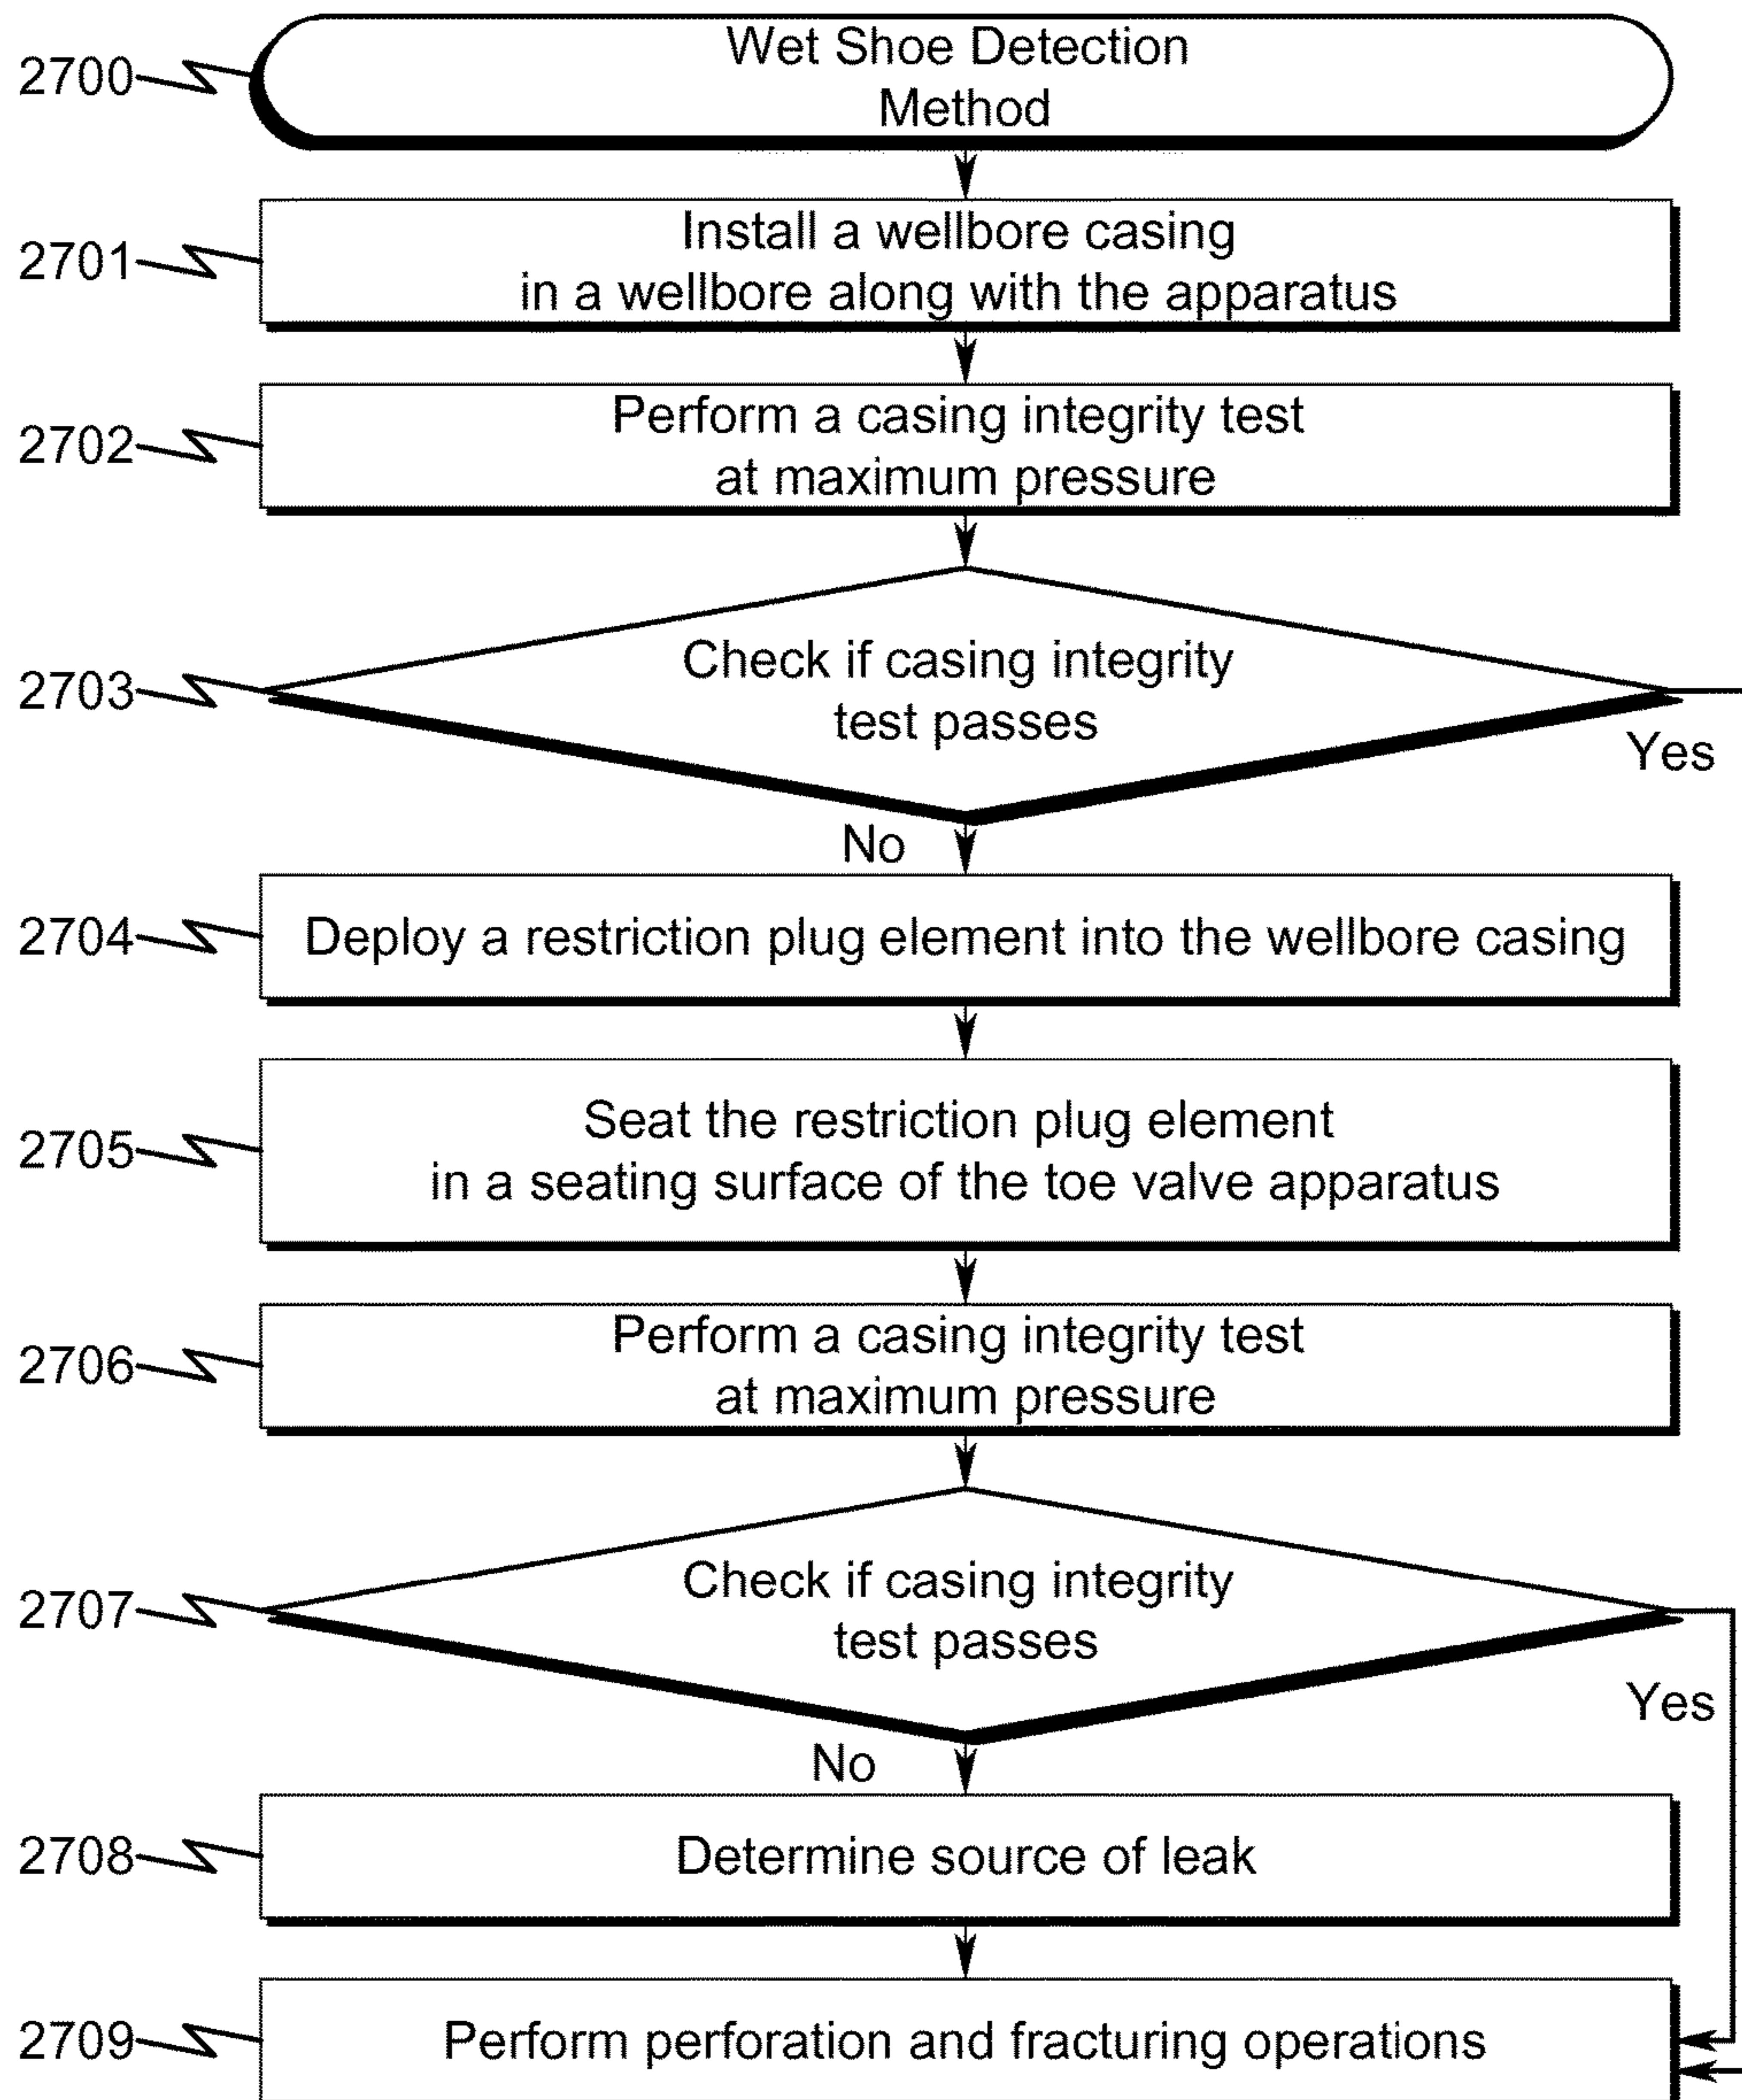 2700
Wet Shoe Detection
Method
2701
Install a wellbore casing
in a wellbore along with the apparatus
2702
Perform a casing integrity test
at maximum pressure
2703
Check if casing integrity
test passes
Yes
No
2704
Deploy a restriction plug element into the wellbore casing
2705
Seat the restriction plug element
in a seating surface of the toe valve apparatus
2706
Perform a casing integrity test
at maximum pressure
2707
Check if casing integrity
test passes
Yes
No
2708
Determine source of leak
2709
Perform perforation and fracturing operations